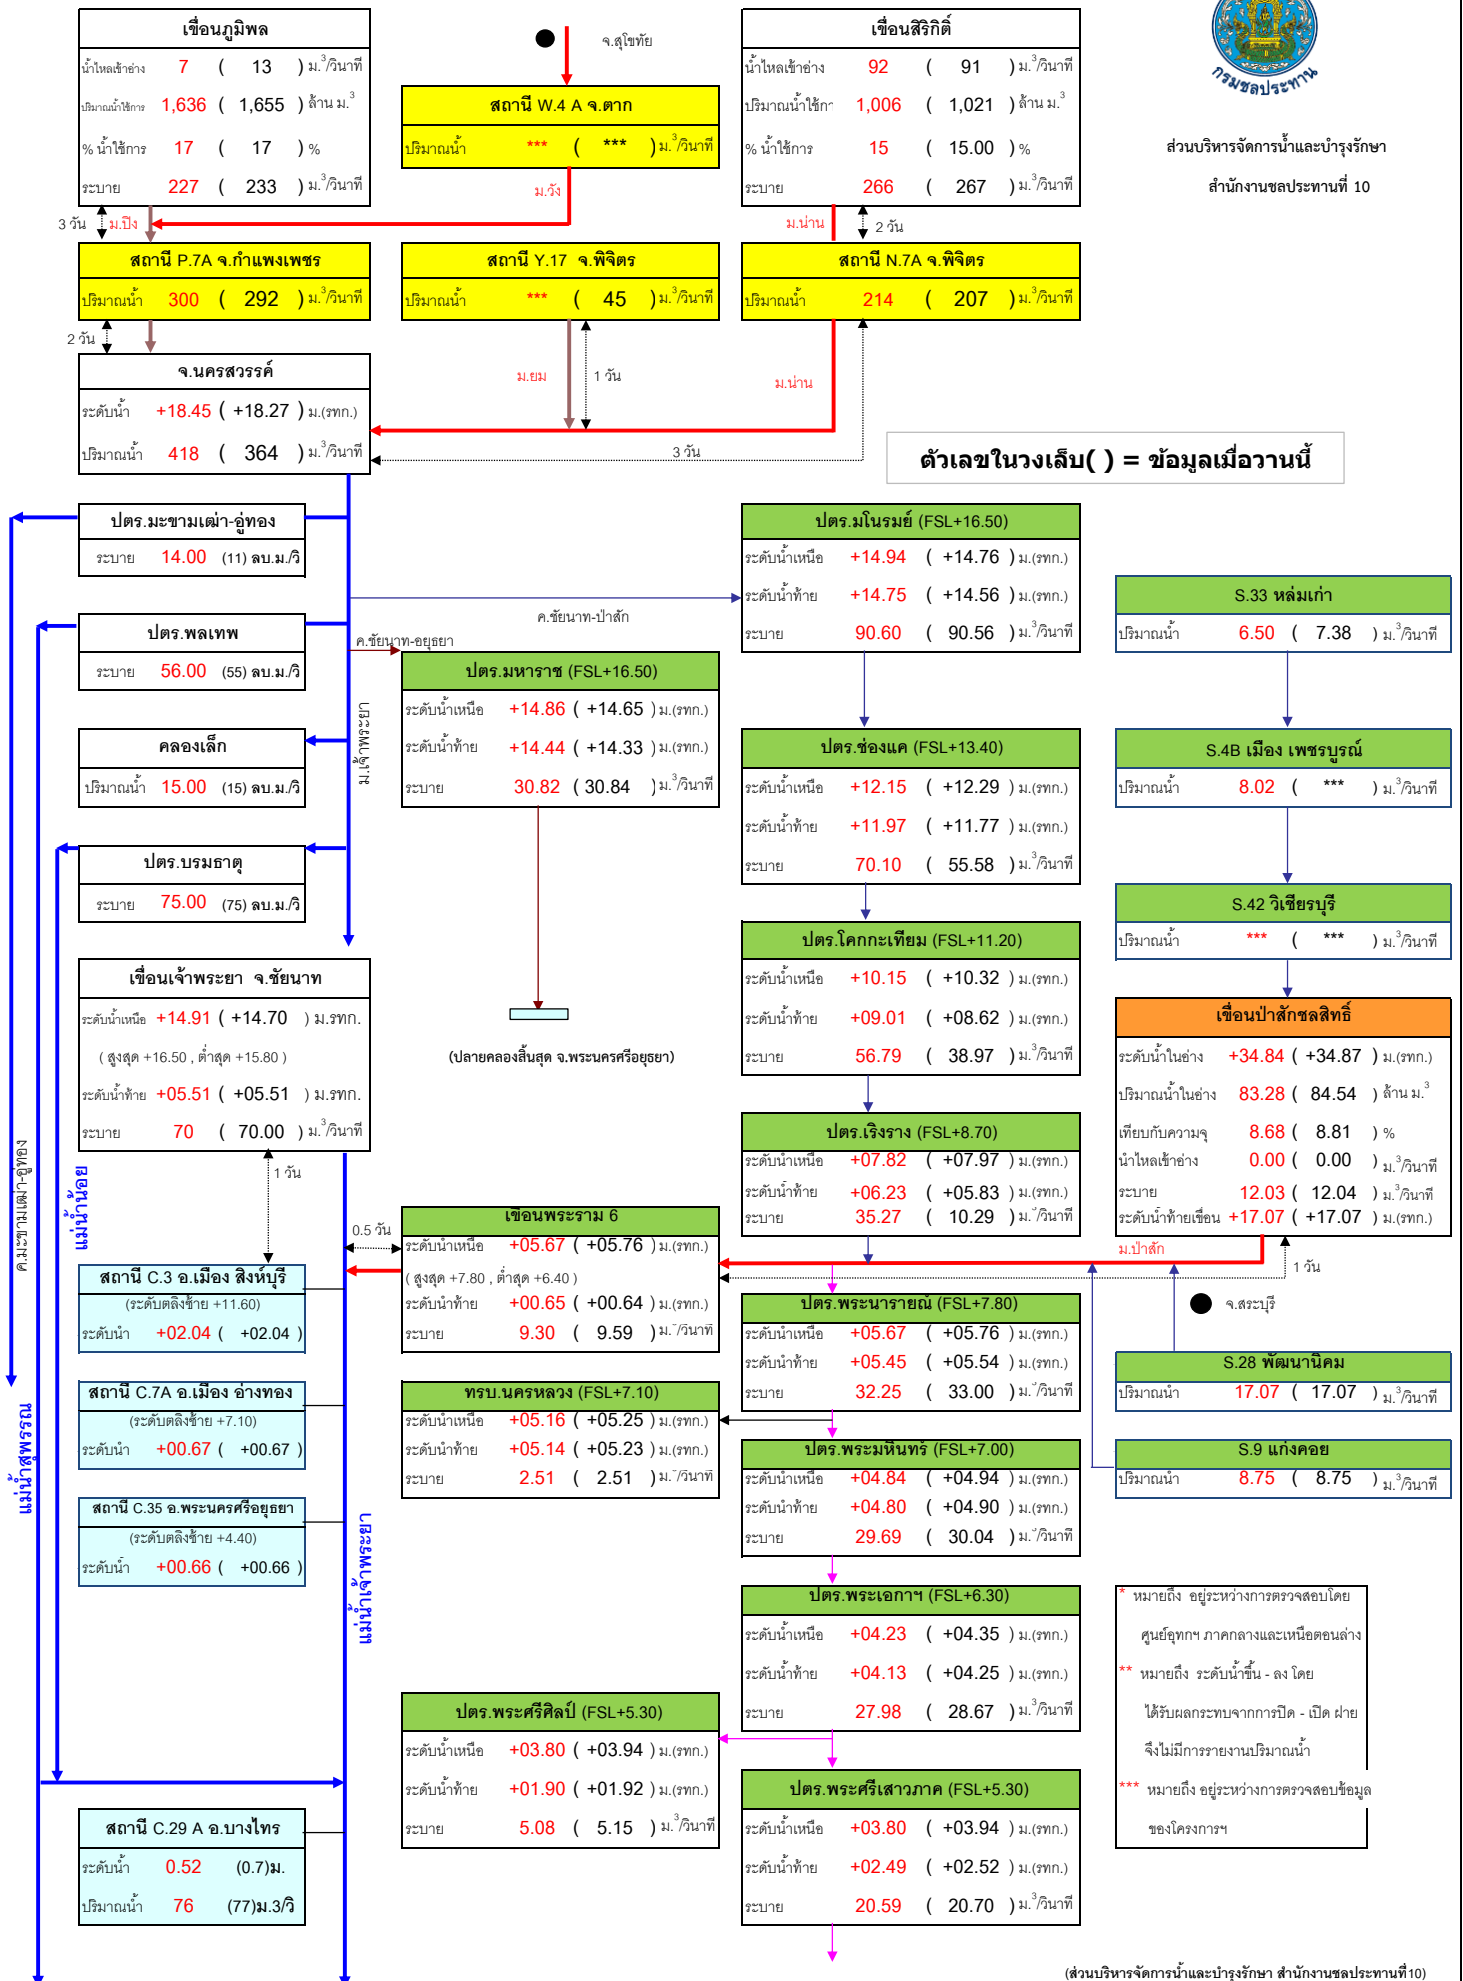 กรมชลประทาน
ส่วนบริหารจัดการน้ำและบำรุงรักษา
สำนักงานชลประทานที่ 10
เขื่อนภูมิพล
น้ำไหลเข้าอ่าง 7 ( 13 ) ม.3/วินาที
ปริมาณน้ำใช้การ 1,636 ( 1,655 ) ล้าน ม.3
% น้ำใช้การ 17 ( 17 ) %
ระบาย 227 ( 233 ) ม.3/วินาที
จ.สุโขทัย
สถานี W.4 A จ.ตาก
ปริมาณน้ำ *** ( *** ) ม.3/วินาที
เขื่อนสิริกิติ์
น้ำไหลเข้าอ่าง 92 ( 91 ) ม.3/วินาที
ปริมาณน้ำใช้กา 1,006 ( 1,021 ) ล้าน ม.3
% น้ำใช้การ 15 ( 15.00 ) %
ระบาย 266 ( 267 ) ม.3/วินาที
3 วัน
ม.ปิง
ม.วัง
ม.น่าน
2 วัน
สถานี P.7A จ.กำแพงเพชร
ปริมาณน้ำ 300 ( 292 ) ม.3/วินาที
สถานี Y.17 จ.พิจิตร
ปริมาณน้ำ *** ( 45 ) ม.3/วินาที
สถานี N.7A จ.พิจิตร
ปริมาณน้ำ 214 ( 207 ) ม.3/วินาที
2 วัน
ม.ยม
1 วัน
ม.น่าน
3 วัน
จ.นครสวรรค์
ระดับน้ำ +18.45 ( +18.27 ) ม.(รทก.)
ปริมาณน้ำ 418 ( 364 ) ม.3/วินาที
ตัวเลขในวงเล็บ( ) = ข้อมูลเมื่อวานนี้
ปตร.มะขามเฒ่า-อู่ทอง
ระบาย 14.00 (11) ลบ.ม./วิ
ปตร.พลเทพ
ระบาย 56.00 (55) ลบ.ม./วิ
คลองเล็ก
ปริมาณน้ำ 15.00 (15) ลบ.ม./วิ
ปตร.บรมธาตุ
ระบาย 75.00 (75) ลบ.ม./วิ
ม.เจ้าพระยา
ค.ชัยนาท-ป่าสัก
ค.ชัยนาท-อยุธยา
ปตร.มหาราช (FSL+16.50)
ระดับน้ำเหนือ +14.86 ( +14.65 ) ม.(รทก.)
ระดับน้ำท้าย +14.44 ( +14.33 ) ม.(รทก.)
ระบาย 30.82 ( 30.84 ) ม.3/วินาที
(ปลายคลองสิ้นสุด จ.พระนครศรีอยุธยา)
ปตร.มโนรมย์ (FSL+16.50)
ระดับน้ำเหนือ +14.94 ( +14.76 ) ม.(รทก.)
ระดับน้ำท้าย +14.75 ( +14.56 ) ม.(รทก.)
ระบาย 90.60 ( 90.56 ) ม.3/วินาที
ปตร.ช่องแค (FSL+13.40)
ระดับน้ำเหนือ +12.15 ( +12.29 ) ม.(รทก.)
ระดับน้ำท้าย +11.97 ( +11.77 ) ม.(รทก.)
ระบาย 70.10 ( 55.58 ) ม.3/วินาที
ปตร.โคกกะเทียม (FSL+11.20)
ระดับน้ำเหนือ +10.15 ( +10.32 ) ม.(รทก.)
ระดับน้ำท้าย +09.01 ( +08.62 ) ม.(รทก.)
ระบาย 56.79 ( 38.97 ) ม.3/วินาที
ปตร.เริงราง (FSL+8.70)
ระดับน้ำเหนือ +07.82 ( +07.97 ) ม.(รทก.)
ระดับน้ำท้าย +06.23 ( +05.83 ) ม.(รทก.)
ระบาย 35.27 ( 10.29 ) ม.3/วินาที
S.33 หล่มเก่า
ปริมาณน้ำ 6.50 ( 7.38 ) ม.3/วินาที
S.4B เมือง เพชรบูรณ์
ปริมาณน้ำ 8.02 ( *** ) ม.3/วินาที
S.42 วิเชียรบุรี
ปริมาณน้ำ *** ( *** ) ม.3/วินาที
เขื่อนป่าสักชลสิทธิ์
ระดับน้ำในอ่าง +34.84 ( +34.87 ) ม.(รทก.)
ปริมาณน้ำในอ่าง 83.28 ( 84.54 ) ล้าน ม.3
เทียบกับความจุ 8.68 ( 8.81 ) %
น้ำไหลเข้าอ่าง 0.00 ( 0.00 ) ม.3/วินาที
ระบาย 12.03 ( 12.04 ) ม.3/วินาที
ระดับน้ำท้ายเขื่อน +17.07 ( +17.07 ) ม.(รทก.)
เขื่อนเจ้าพระยา จ.ชัยนาท
ระดับน้ำเหนือ +14.91 ( +14.70 ) ม.รทก.
( สูงสุด +16.50 , ต่ำสุด +15.80 )
ระดับน้ำท้าย +05.51 ( +05.51 ) ม.รทก.
ระบาย 70 ( 70.00 ) ม.3/วินาที
1 วัน
0.5 วัน
ค.มะขามเฒ่า-อู่ทอง
แม่น้ำน้อย
แม่น้ำสุพรรณ
แม่น้ำเจ้าพระยา
เขื่อนพระราม 6
ระดับน้ำเหนือ +05.67 ( +05.76 ) ม.(รทก.)
( สูงสุด +7.80 , ต่ำสุด +6.40 )
ระดับน้ำท้าย +00.65 ( +00.64 ) ม.(รทก.)
ระบาย 9.30 ( 9.59 ) ม.3/วินาที
ม.ป่าสัก
1 วัน
จ.สระบุรี
สถานี C.3 อ.เมือง สิงห์บุรี
(ระดับตลิ่งซ้าย +11.60)
ระดับน้ำ +02.04 ( +02.04 )
สถานี C.7A อ.เมือง อ่างทอง
(ระดับตลิ่งซ้าย +7.10)
ระดับน้ำ +00.67 ( +00.67 )
สถานี C.35 อ.พระนครศรีอยุธยา
(ระดับตลิ่งซ้าย +4.40)
ระดับน้ำ +00.66 ( +00.66 )
ทรบ.นครหลวง (FSL+7.10)
ระดับน้ำเหนือ +05.16 ( +05.25 ) ม.(รทก.)
ระดับน้ำท้าย +05.14 ( +05.23 ) ม.(รทก.)
ระบาย 2.51 ( 2.51 ) ม.3/วินาที
ปตร.พระนารายณ์ (FSL+7.80)
ระดับน้ำเหนือ +05.67 ( +05.76 ) ม.(รทก.)
ระดับน้ำท้าย +05.45 ( +05.54 ) ม.(รทก.)
ระบาย 32.25 ( 33.00 ) ม.3/วินาที
ปตร.พระมหินทร์ (FSL+7.00)
ระดับน้ำเหนือ +04.84 ( +04.94 ) ม.(รทก.)
ระดับน้ำท้าย +04.80 ( +04.90 ) ม.(รทก.)
ระบาย 29.69 ( 30.04 ) ม.3/วินาที
S.28 พัฒนานิคม
ปริมาณน้ำ 17.07 ( 17.07 ) ม.3/วินาที
S.9 แก่งคอย
ปริมาณน้ำ 8.75 ( 8.75 ) ม.3/วินาที
ปตร.พระเอกาฯ (FSL+6.30)
ระดับน้ำเหนือ +04.23 ( +04.35 ) ม.(รทก.)
ระดับน้ำท้าย +04.13 ( +04.25 ) ม.(รทก.)
ระบาย 27.98 ( 28.67 ) ม.3/วินาที
ปตร.พระศรีศิลป์ (FSL+5.30)
ระดับน้ำเหนือ +03.80 ( +03.94 ) ม.(รทก.)
ระดับน้ำท้าย +01.90 ( +01.92 ) ม.(รทก.)
ระบาย 5.08 ( 5.15 ) ม.3/วินาที
ปตร.พระศรีเสาวภาค (FSL+5.30)
ระดับน้ำเหนือ +03.80 ( +03.94 ) ม.(รทก.)
ระดับน้ำท้าย +02.49 ( +02.52 ) ม.(รทก.)
ระบาย 20.59 ( 20.70 ) ม.3/วินาที
* หมายถึง อยู่ระหว่างการตรวจสอบโดย
ศูนย์อุทกฯ ภาคกลางและเหนือตอนล่าง
** หมายถึง ระดับน้ำขึ้น - ลง โดย
ได้รับผลกระทบจากการปิด - เปิด ฝาย
จึงไม่มีการรายงานปริมาณน้ำ
*** หมายถึง อยู่ระหว่างการตรวจสอบข้อมูล
ของโครงการฯ
สถานี C.29 A อ.บางไทร
ระดับน้ำ 0.52 (0.7)ม.
ปริมาณน้ำ 76 (77)ม.3/วิ
(ส่วนบริหารจัดการน้ำและบำรุงรักษา สำนักงานชลประทานที่10)